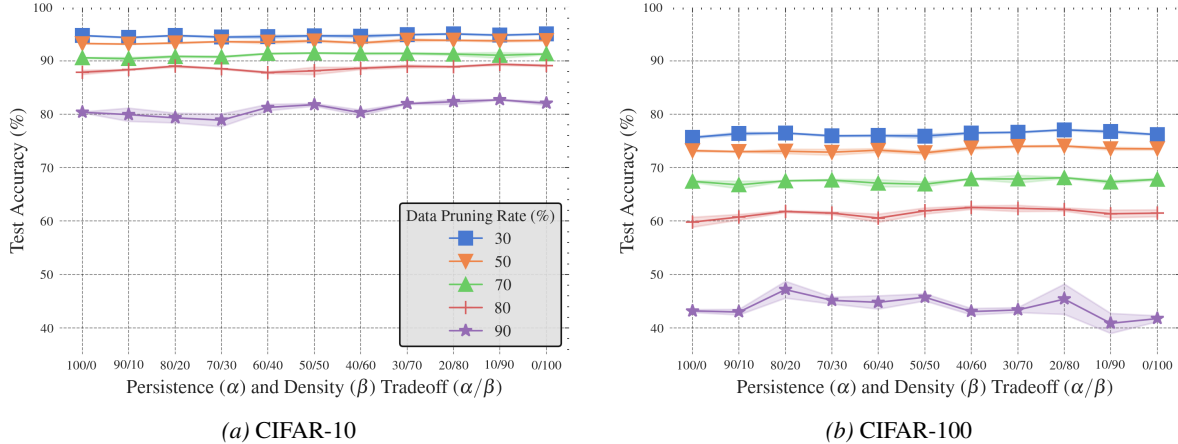 100
90
80
70
60
50
40
Test Accuracy (%)
Data Pruning Rate (%)
30
50
70
80
90
100/0 90/10 80/20 70/30 60/40 50/50 40/60 30/70 20/80 10/90 0/100
Persistence (α) and Density (β) Tradeoff (α/β)
(a) CIFAR-10
100
90
80
70
60
50
40
Test Accuracy (%)
100/0 90/10 80/20 70/30 60/40 50/50 40/60 30/70 20/80 10/90 0/100
Persistence (α) and Density (β) Tradeoff (α/β)
(b) CIFAR-100